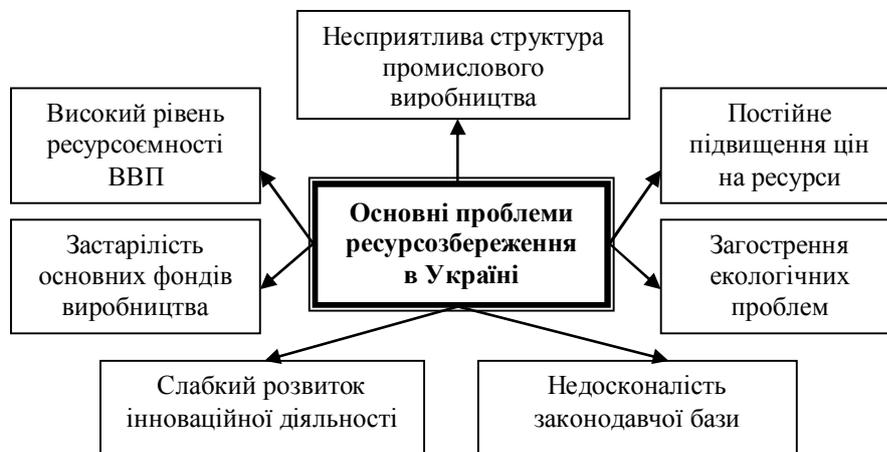 Несприятлива структура
промислового
виробництва
Високий рівень
ресурсоємності
ВВП
Постійне
підвищення цін
на ресурси
Основні проблеми
ресурсозбереження
в Україні
Застарілість
основних фондів
виробництва
Загострення
екологічних
проблем
Слабкий розвиток
інноваційної діяльності
Недосконалість
законодавчої бази